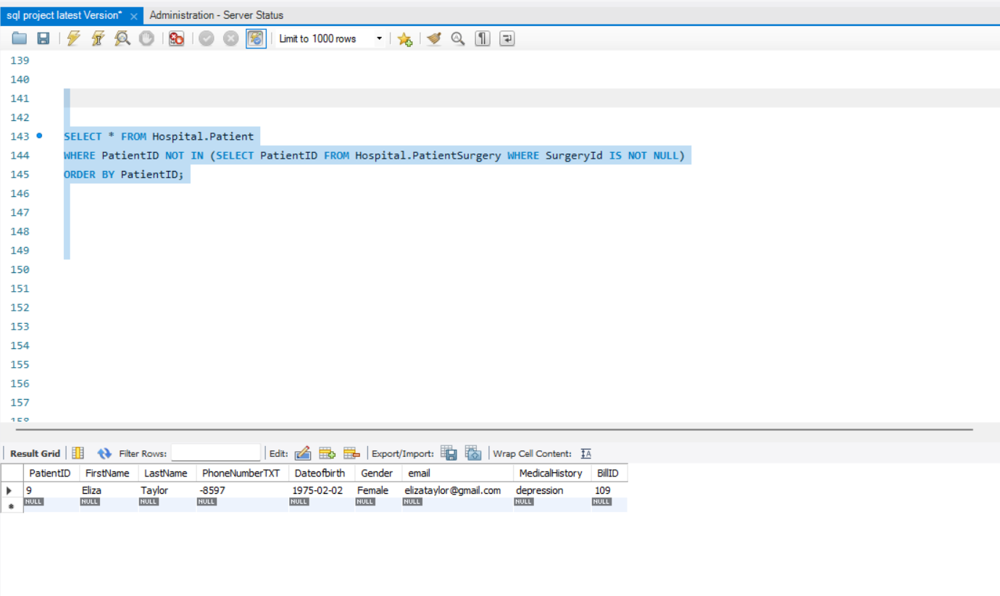 sql project latest Version* × Administration - Server Status
Limit to 1000 rows
139
140
141
142
143 SELECT * FROM Hospital.Patient
144 WHERE PatientID NOT IN (SELECT PatientID FROM Hospital.PatientSurgery WHERE SurgeryId IS NOT NULL)
145 ORDER BY PatientID;
146
147
148
149
150
151
152
153
154
155
156
157
158
Result Grid Filter Rows: Edit: Export/Import: Wrap Cell Content: IA
PatientID FirstName LastName PhoneNumberTXT Dateofbirth Gender email MedicalHistory BillID
9 Eliza Taylor -8597 1975-02-02 Female elizataylor@gmail.com depression 109
NULL NULL NULL NULL NULL NULL NULL NULL NULL